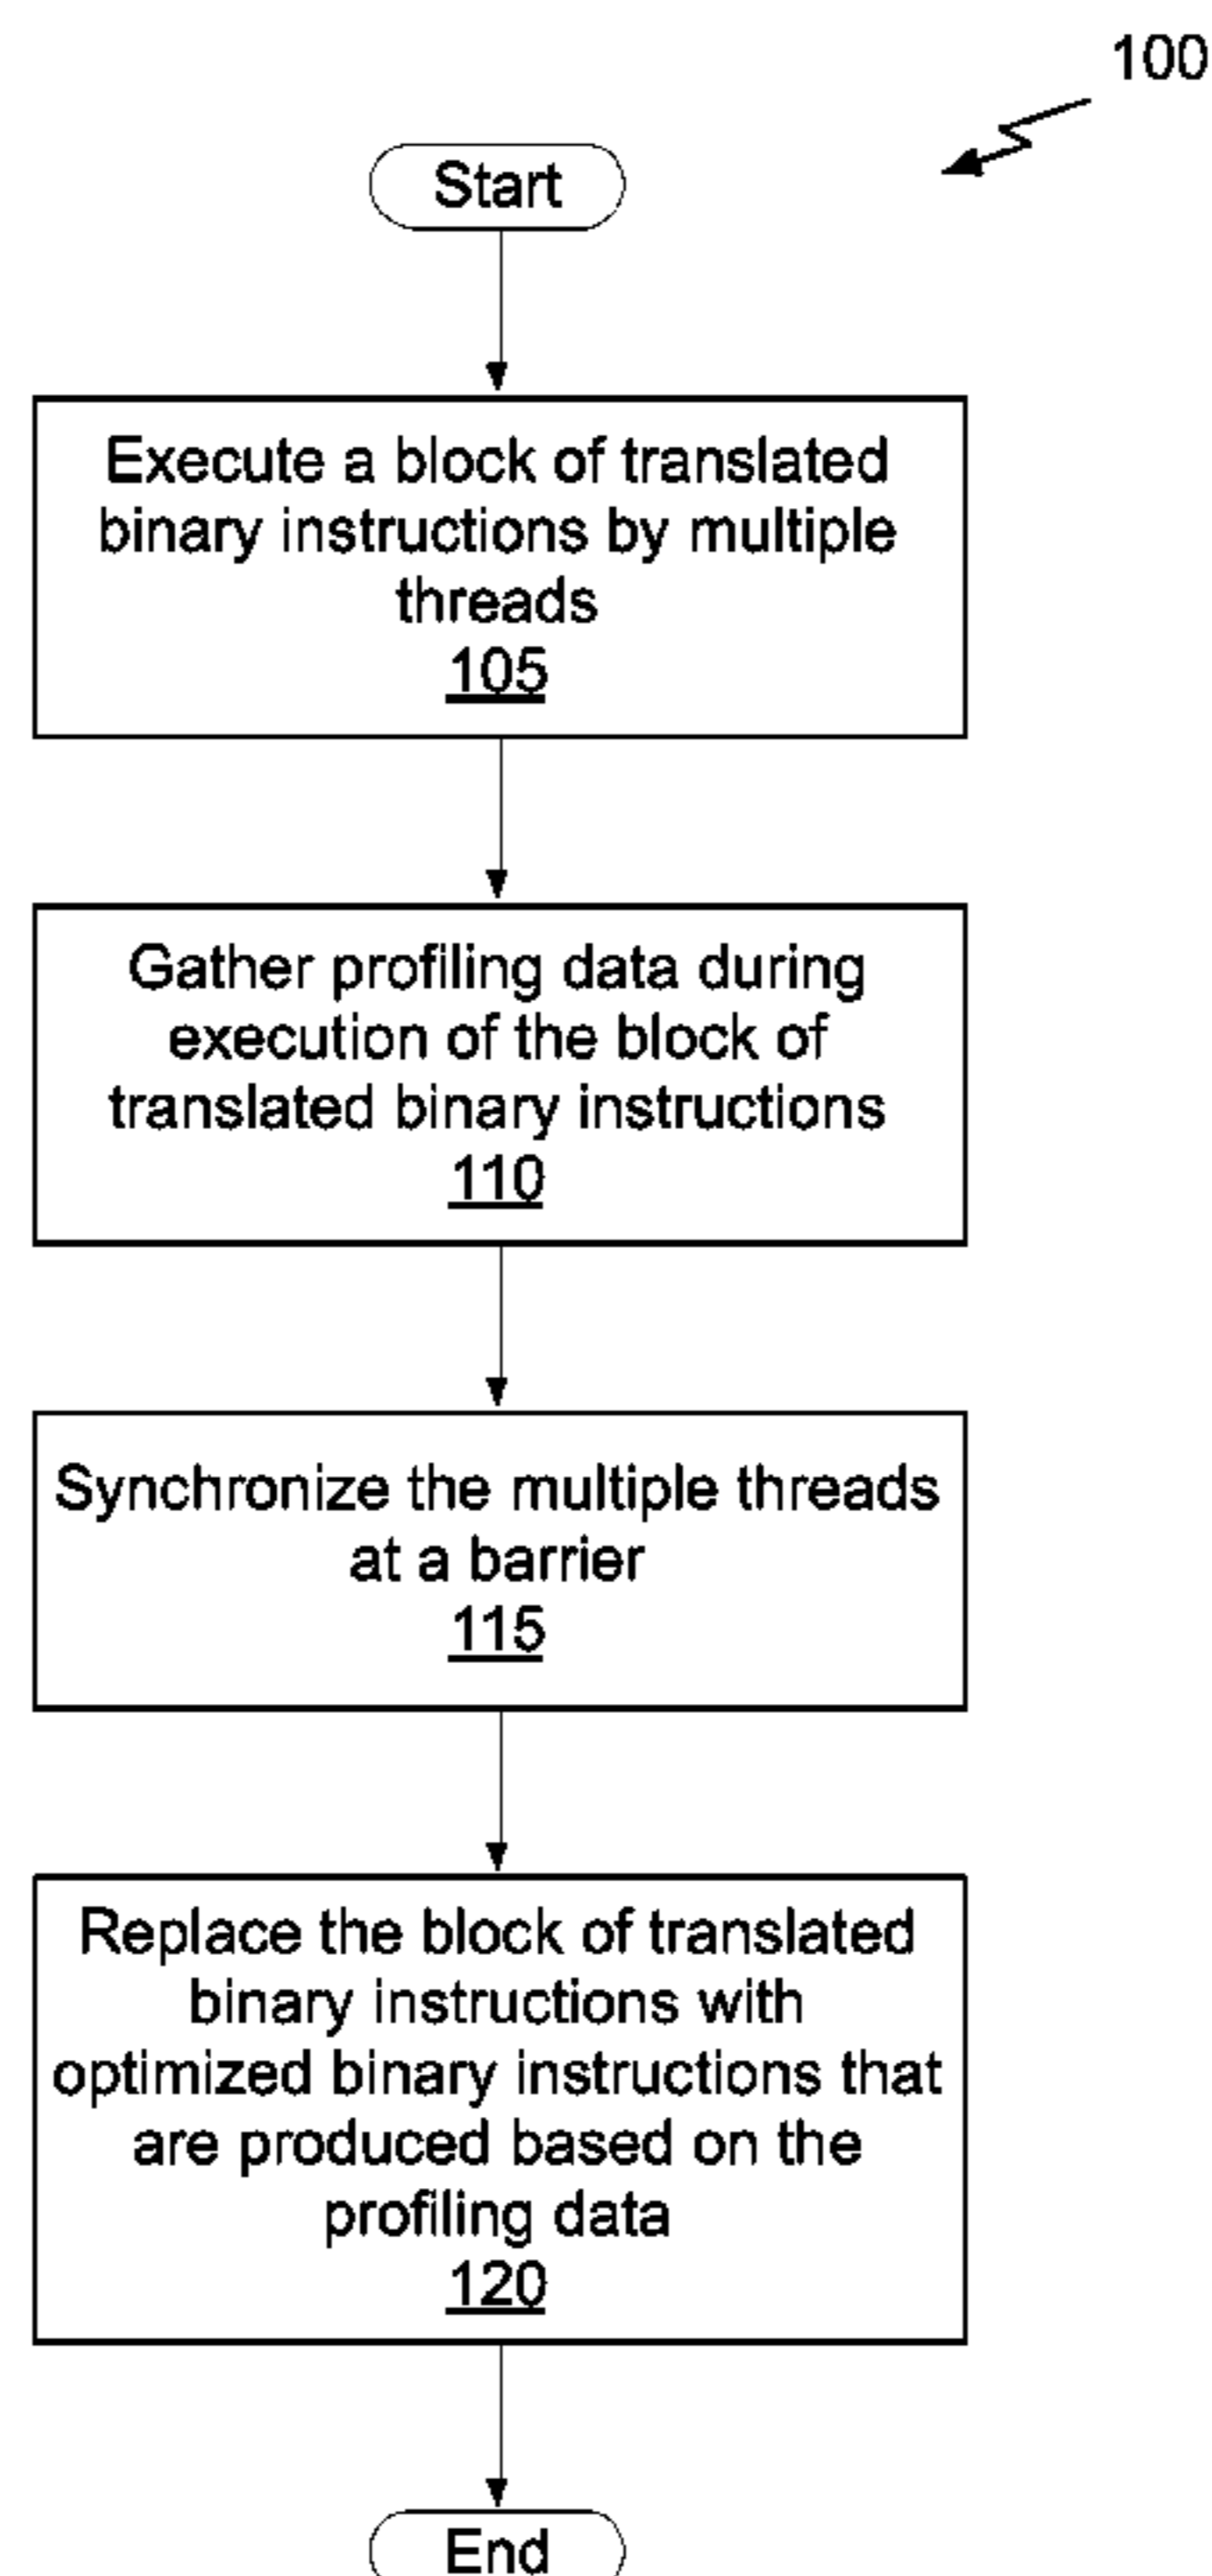 100
Start
Execute a block of translated
binary instructions by multiple
threads
105
Gather profiling data during
execution of the block of
translated binary instructions
110
Synchronize the multiple threads
at a barrier
115
Replace the block of translated
binary instructions with
optimized binary instructions that
are produced based on the
profiling data
120
End